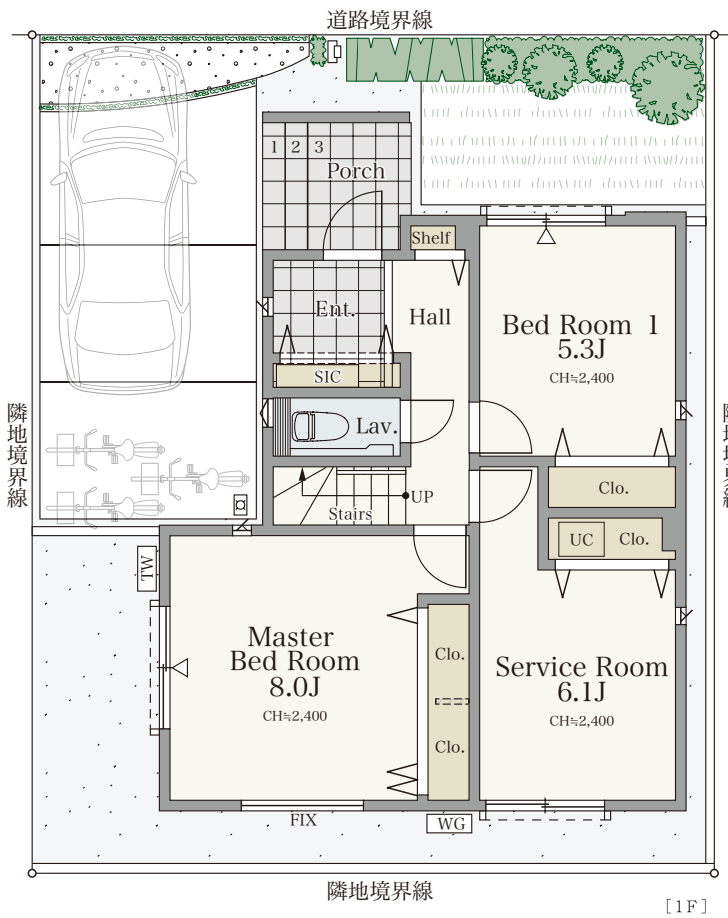 道路境界線
1 2 3
Porch
Shelf
Ent.
Hall
Bed Room 1
5.3J
CH≒2,400
SIC
Lav.
隣地境界線
隣地境界線
Clo.
UP
Stairs
UC
Clo.
TW
Master
Bed Room
8.0J
CH≒2,400
Clo.
Clo.
Service Room
6.1J
CH≒2,400
FIX
WG
隣地境界線
[1F]